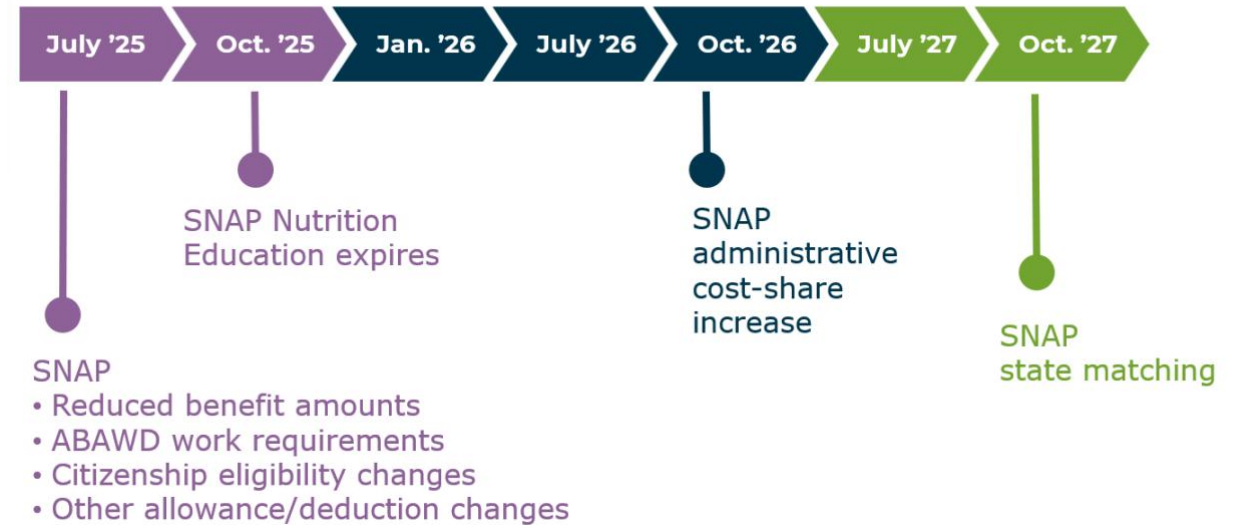 July ’25
Oct. ’25
Jan. ’26
July ’26
Oct. ’26
July ’27
Oct. ’27
SNAP Nutrition
Education expires
SNAP
administrative
cost-share
increase
SNAP
state matching
SNAP
• Reduced benefit amounts
• ABAWD work requirements
• Citizenship eligibility changes
• Other allowance/deduction changes